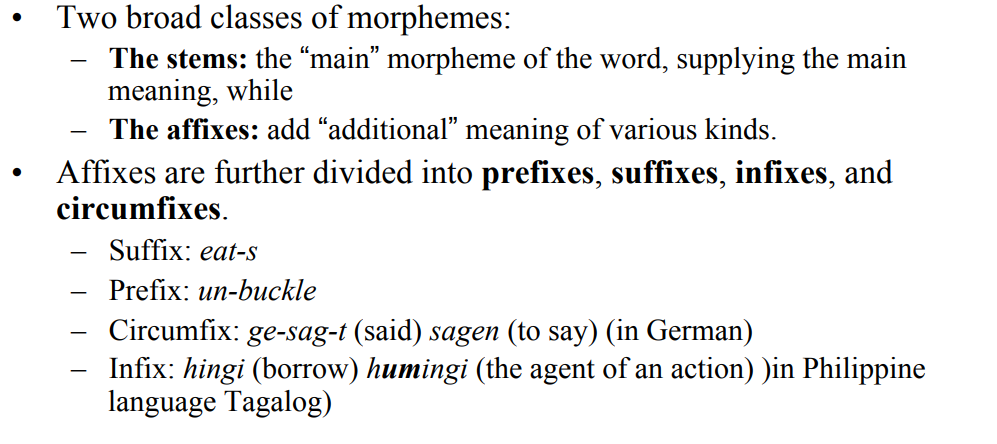 • Two broad classes of morphemes:
– The stems: the “main” morpheme of the word, supplying the main
meaning, while
– The affixes: add “additional” meaning of various kinds.
• Affixes are further divided into prefixes, suffixes, infixes, and
circumfixes.
– Suffix: eat-s
– Prefix: un-buckle
– Circumfix: ge-sag-t (said) sagen (to say) (in German)
– Infix: hingi (borrow) humingi (the agent of an action) )in Philippine
language Tagalog)